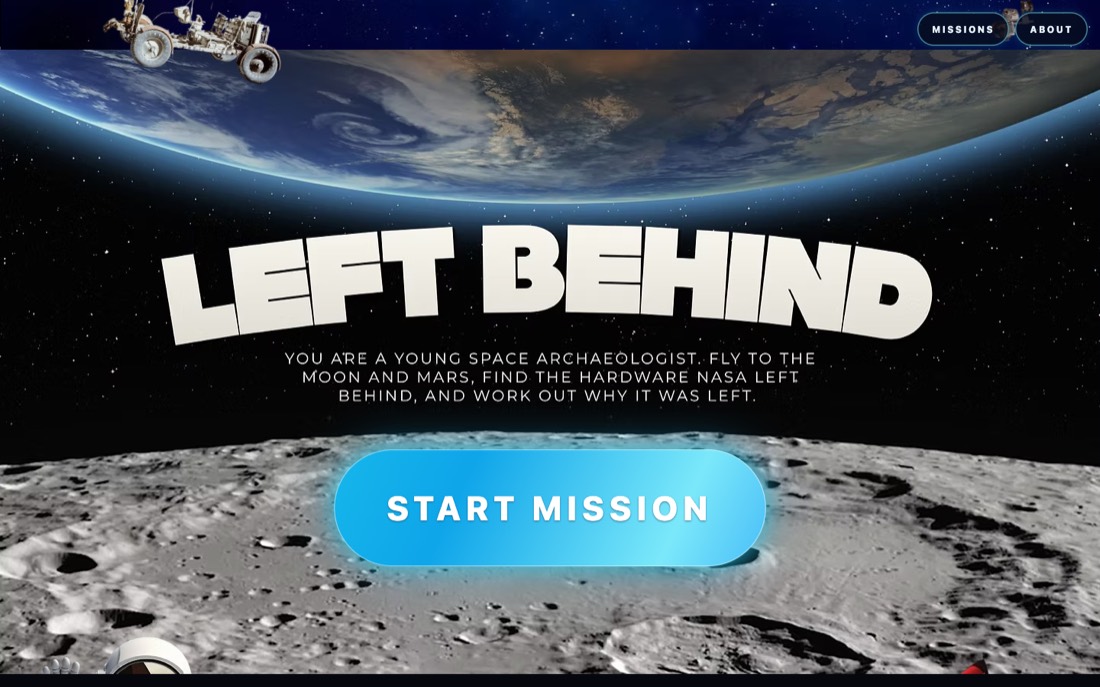 MISSIONS
ABOUT
LEFT BEHIND
YOU ARE A YOUNG SPACE ARCHAEOLOGIST. FLY TO THE
MOON AND MARS, FIND THE HARDWARE NASA LEFT
BEHIND, AND WORK OUT WHY IT WAS LEFT.
START MISSION